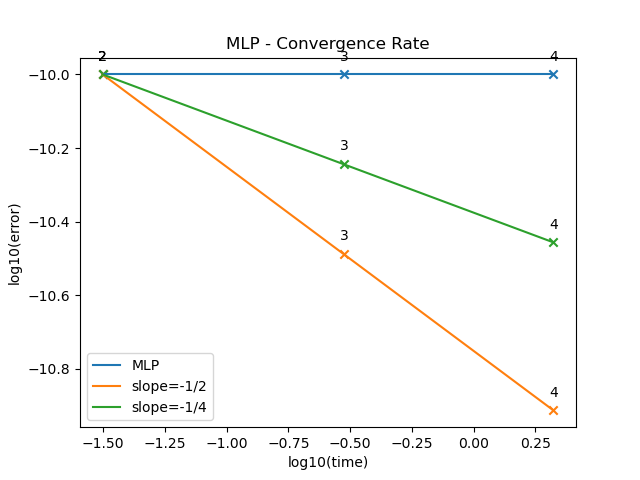 MLP - Convergence Rate
2 3 4
3
4
3
4
−10.0
−10.2
−10.4
−10.6
−10.8
log10(error)
MLP
slope=-1/2
slope=-1/4
−1.50 −1.25 −1.00 −0.75 −0.50 −0.25 0.00 0.25
log10(time)